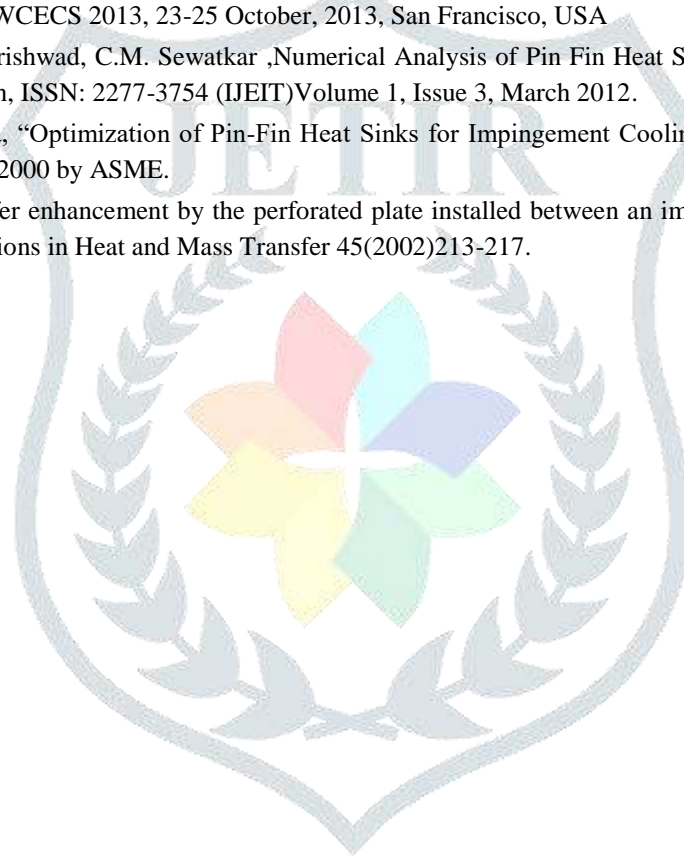 WCECS 2013, 23-25 October, 2013, San Francisco, USA
rishwad, C.M. Sewatkar ,Numerical Analysis of Pin Fin Heat S
n, ISSN: 2277-3754 (IJEIT)Volume 1, Issue 3, March 2012.
, “Optimization of Pin-Fin Heat Sinks for Impingement Coolin
2000 by ASME.
JETIR
fer enhancement by the perforated plate installed between an im
ions in Heat and Mass Transfer 45(2002)213-217.